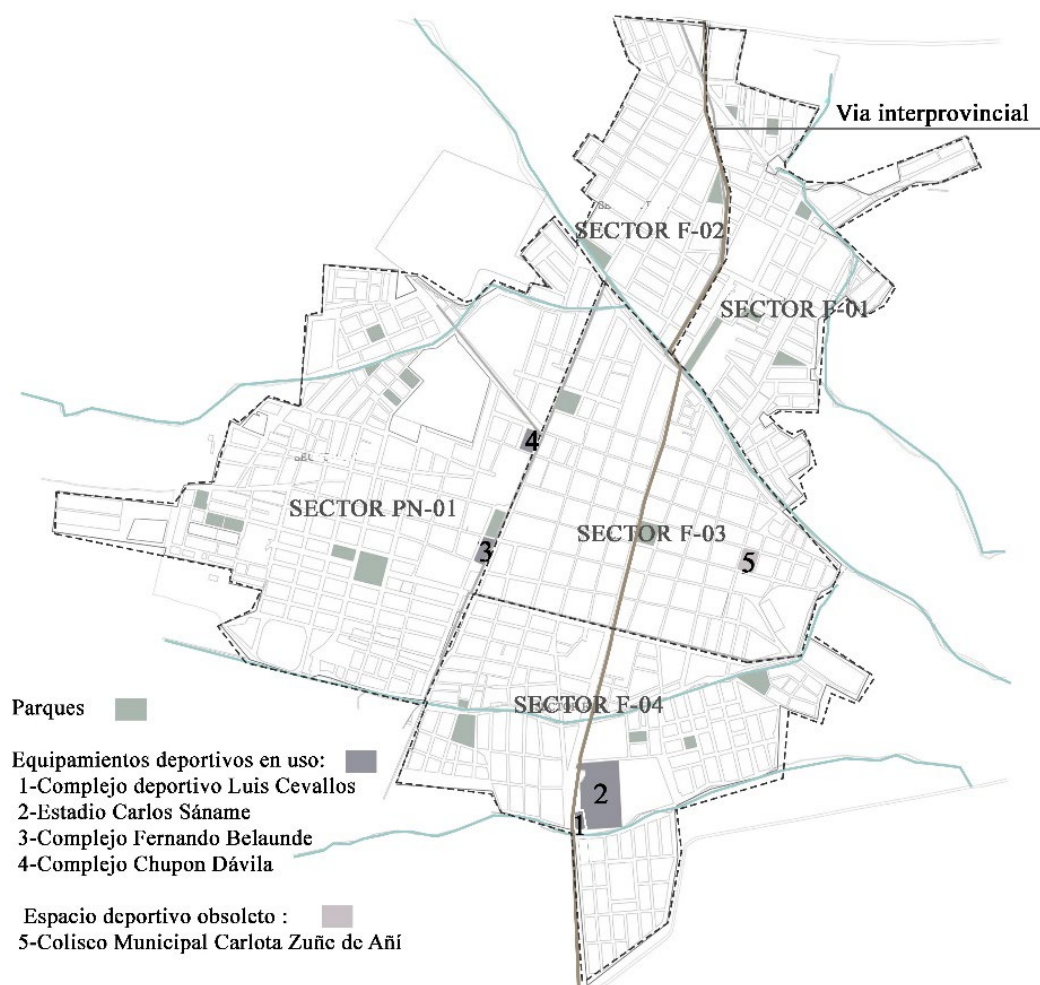 Via interprovincial
SECTOR F-02
SECTOR F-01
4
SECTOR PN-01
SECTOR F-03
3
5
SECTOR F-04
2
1
Parques
Equipamientos deportivos en uso:
1-Complejo deportivo Luis Cevallos
2-Estadio Carlos Sáname
3-Complejo Fernando Belaunde
4-Complejo Chupon Dávila
Espacio deportivo obsoleto :
5-Coliseo Municipal Carlota Zuñe de Añí